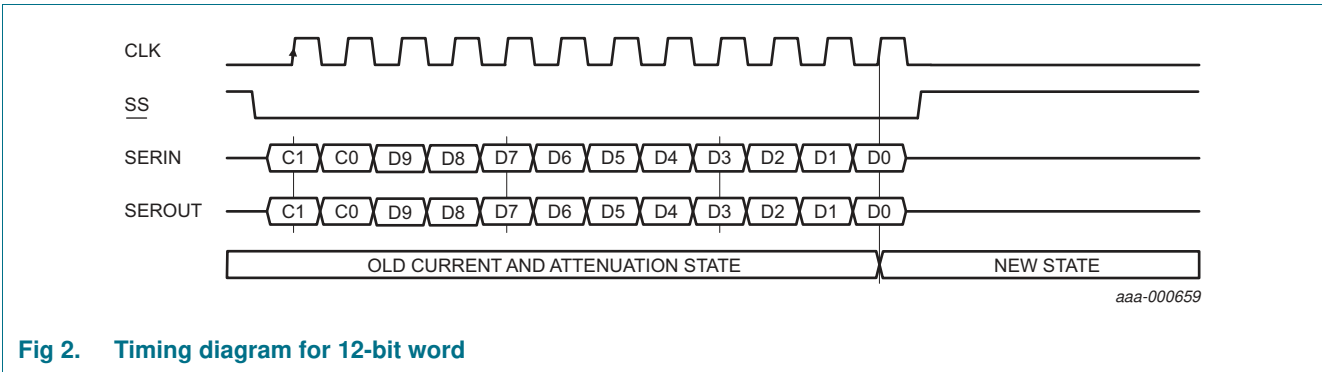 CLK
SS
SERIN C1 C0 D9 D8 D7 D6 D5 D4 D3 D2 D1 D0
SEROUT C1 C0 D9 D8 D7 D6 D5 D4 D3 D2 D1 D0
OLD CURRENT AND ATTENUATION STATE NEW STATE
aaa-000659
Fig 2. Timing diagram for 12-bit word